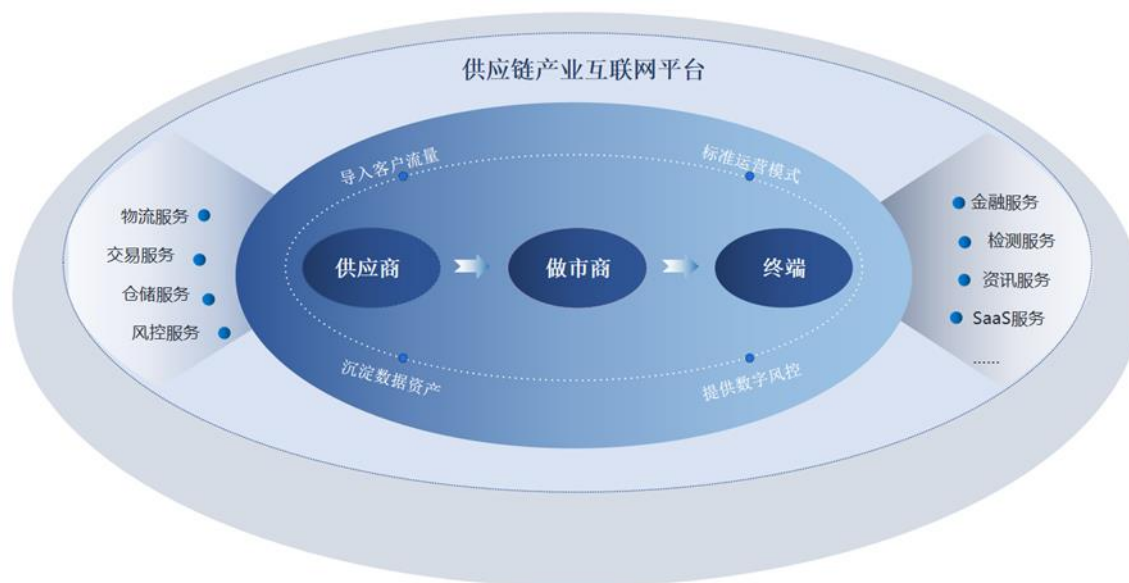 供应链产业互联网平台
导入客户流量
标准运营模式
物流服务
交易服务
仓储服务
风控服务
供应商
做市商
终端
金融服务
检测服务
资讯服务
SaaS服务
......
沉淀数据资产
提供数字风控